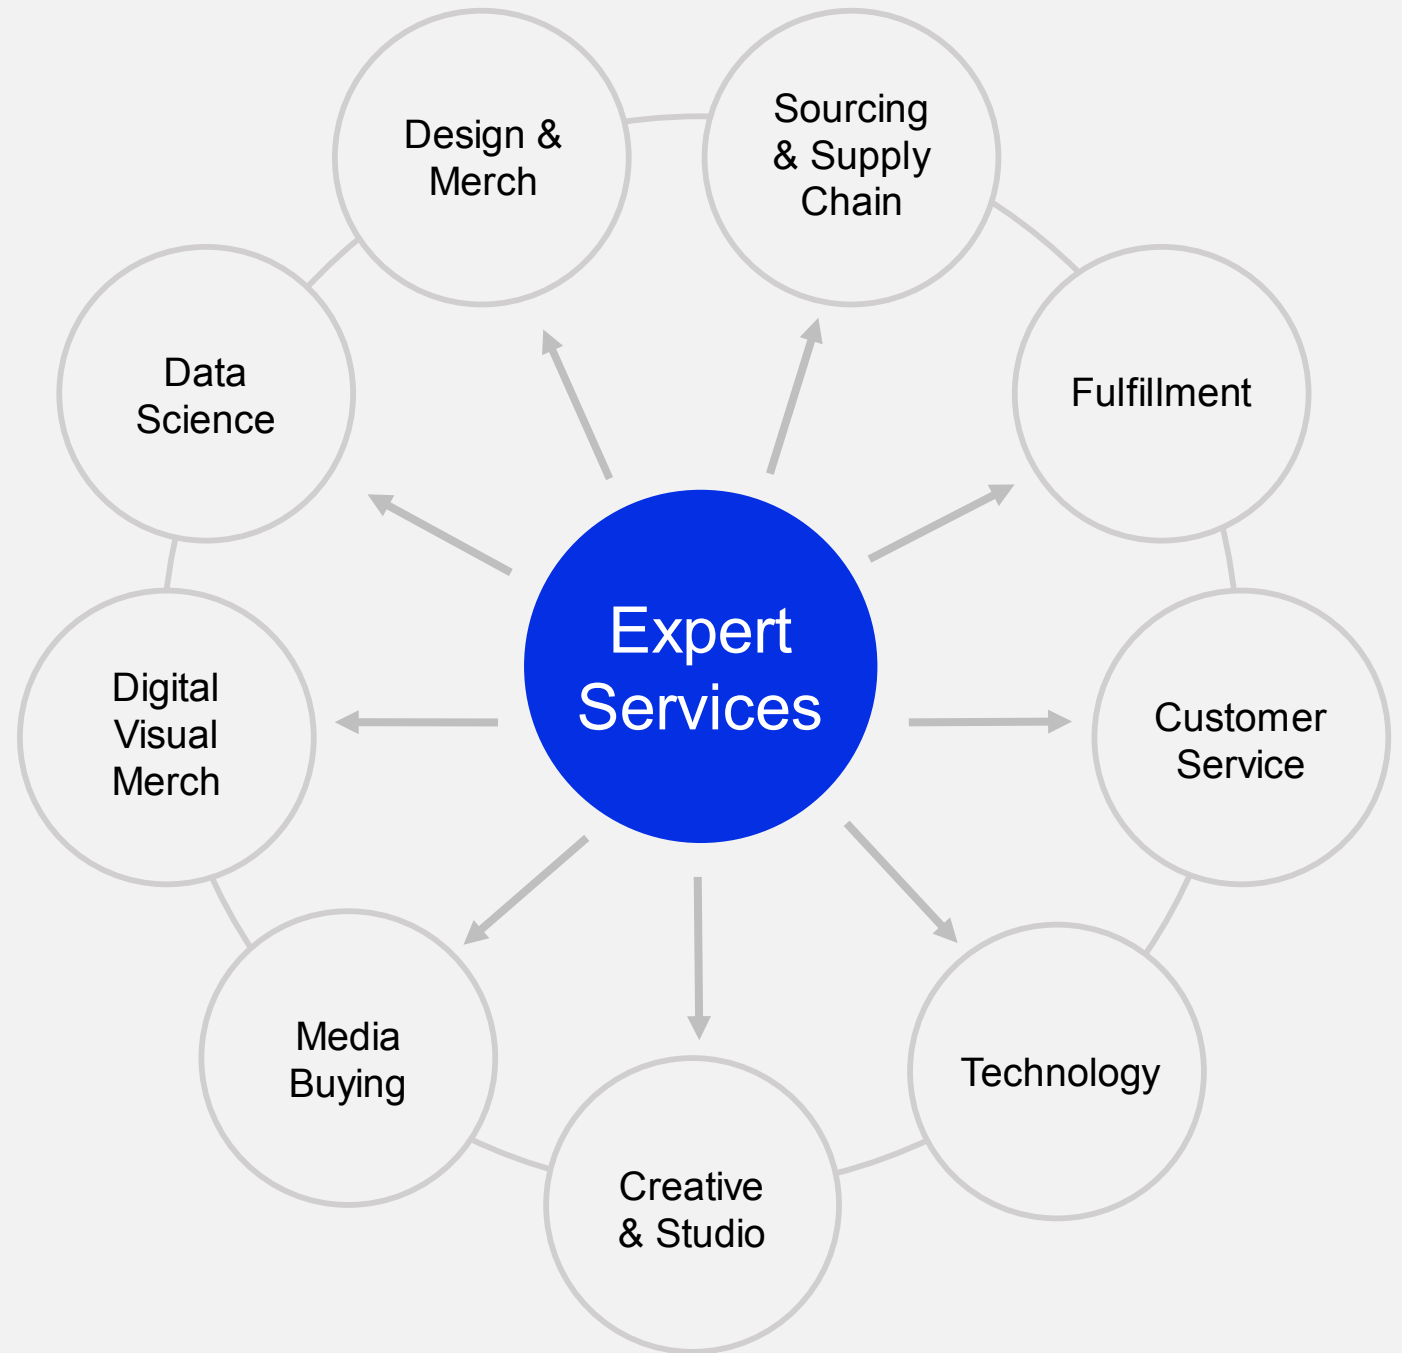 Design &
Merch
Sourcing
& Supply
Chain
Data
Science
Fulfillment
Expert
Services
Digital
Visual
Merch
Customer
Service
Media
Buying
Technology
Creative
& Studio